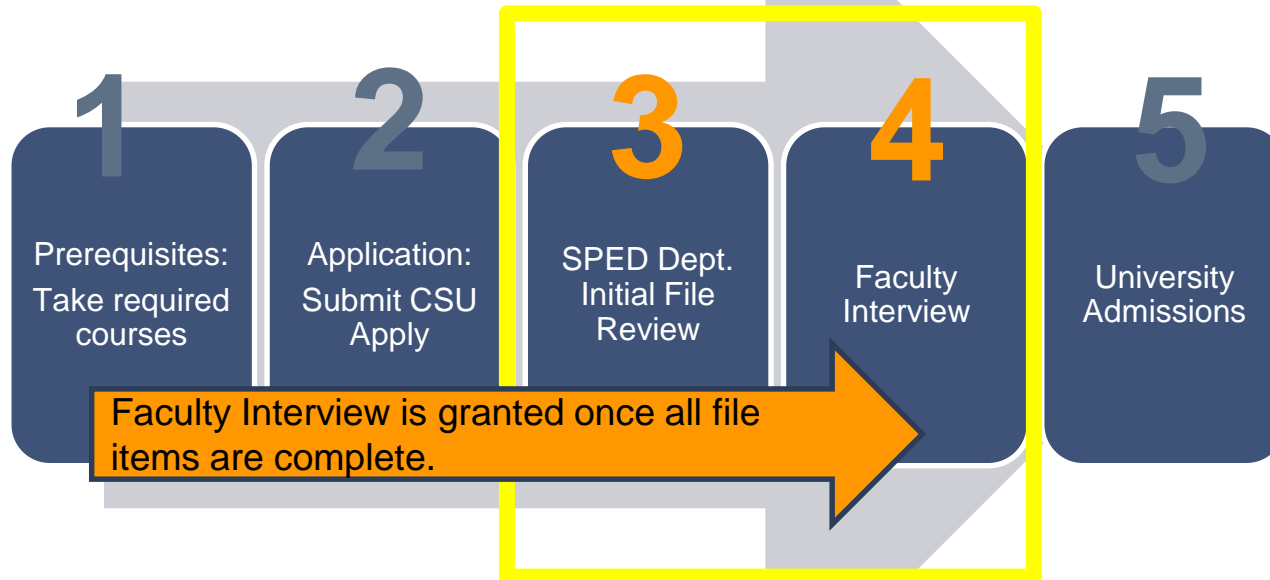 1
Prerequisites:
Take required
courses
2
Application:
Submit CSU
Apply
3
SPED Dept.
Initial File
Review
4
Faculty
Interview
5
University
Admissions
Faculty Interview is granted once all file
items are complete.